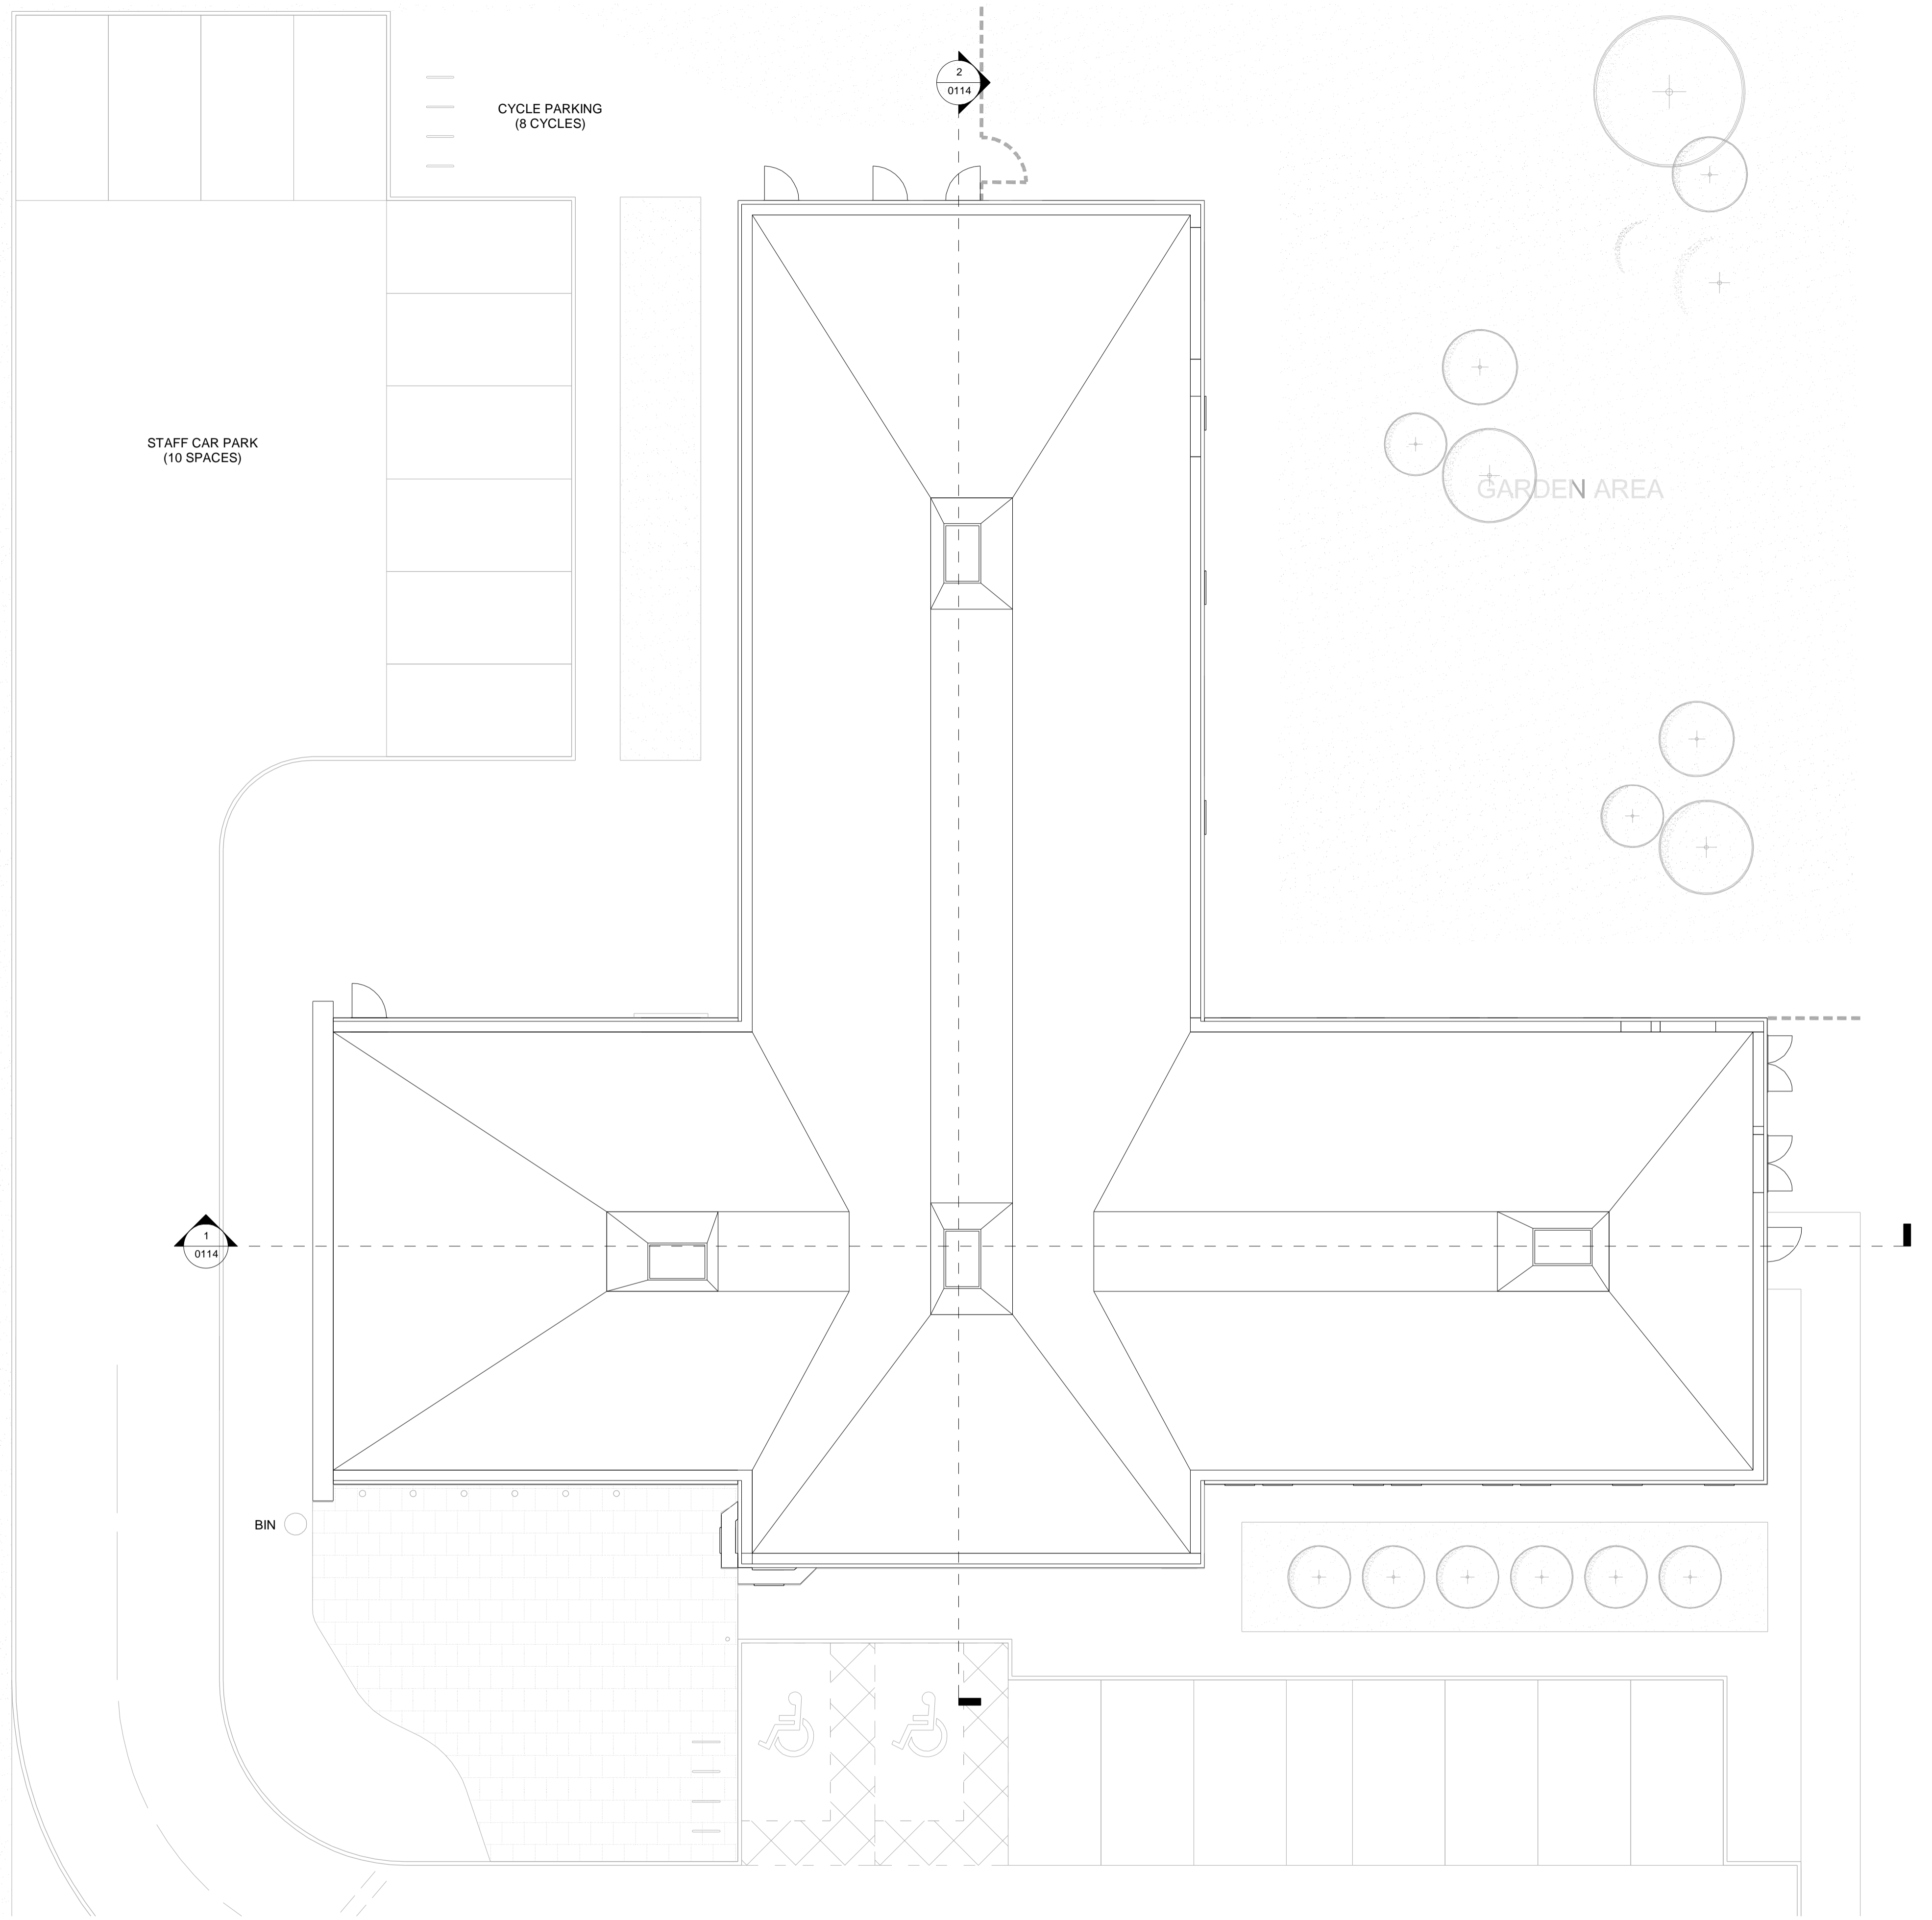 2
0114
CYCLE PARKING
(8 CYCLES)
STAFF CAR PARK
(10 SPACES)
GARDEN AREA
1
0114
BIN